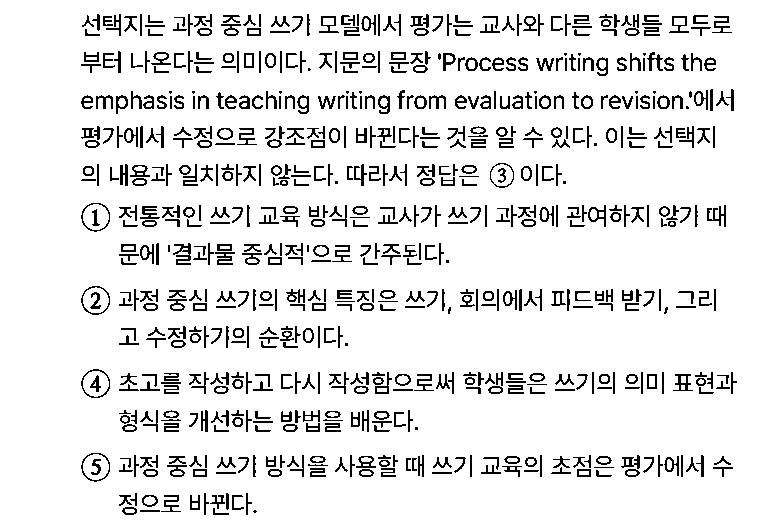 선택지는 과정 중심 쓰기 모델에서 평가는 교사와 다른 학생들 모두로
부터 나온다는 의미이다. 지문의 문장 'Process writing shifts the
emphasis in teaching writing from evaluation to revision.'에서
평가에서 수정으로 강조점이 바뀐다는 것을 알 수 있다. 이는 선택지
의 내용과 일치하지 않는다. 따라서 정답은 ③이다.
① 전통적인 쓰기 교육 방식은 교사가 쓰기 과정에 관여하지 않기 때
문에 '결과물 중심적'으로 간주된다.
② 과정 중심 쓰기의 핵심 특징은 쓰기, 회의에서 피드백 받기, 그리
고 수정하기의 순환이다.
④ 초고를 작성하고 다시 작성함으로써 학생들은 쓰기의 의미 표현과
형식을 개선하는 방법을 배운다.
⑤ 과정 중심 쓰기 방식을 사용할 때 쓰기 교육의 초점은 평가에서 수
정으로 바뀐다.